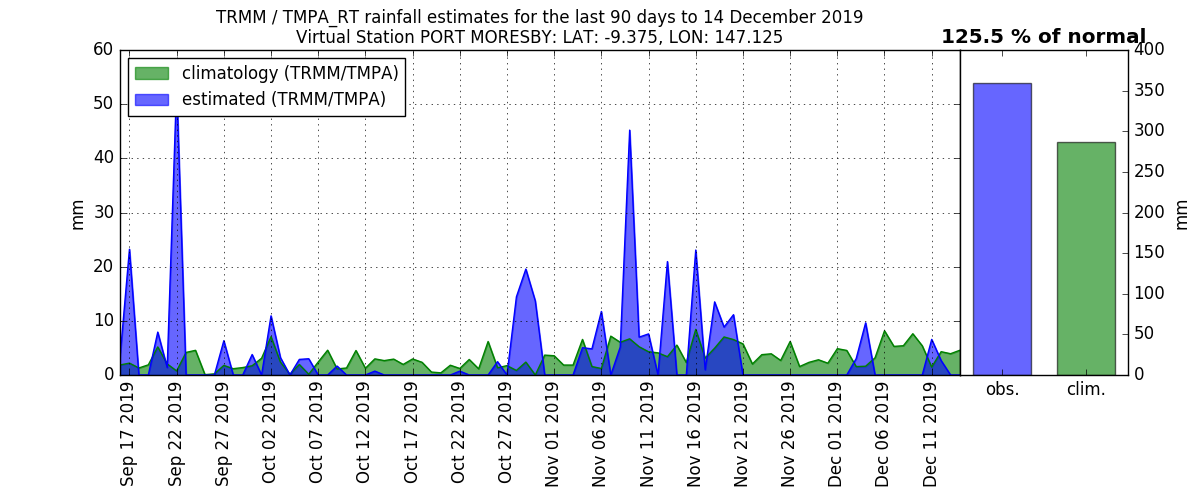 TRMM / TMPA_RT rainfall estimates for the last 90 days to 14 December 2019
Virtual Station PORT MORESBY: LAT: -9.375, LON: 147.125
125.5 % of normal
climatology (TRMM/TMPA)
estimated (TRMM/TMPA)
60
50
40
30
20
10
0
mm
Sep 17 2019
Sep 22 2019
Sep 27 2019
Oct 02 2019
Oct 07 2019
Oct 12 2019
Oct 17 2019
Oct 22 2019
Oct 27 2019
Nov 01 2019
Nov 06 2019
Nov 11 2019
Nov 16 2019
Nov 21 2019
Nov 26 2019
Dec 01 2019
Dec 06 2019
Dec 11 2019
obs.
clim.
400
350
300
250
200
150
100
50
0
mm